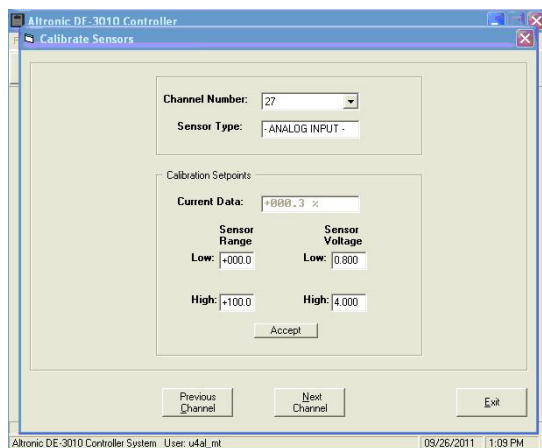 Altronic DE-3010 Controller
Calibrate Sensors
Channel Number: 27
Sensor Type: - ANALOG INPUT -
Calibration Setpoints
Current Data: +000.3 %
Sensor Range Sensor Voltage
Low: +000.0 Low: 0.800
High: +100.0 High: 4.000
Accept
Previous Channel Next Channel Exit
Altronic DE-3010 Controller System User: u4al_mt 09/26/2011 1:09 PM